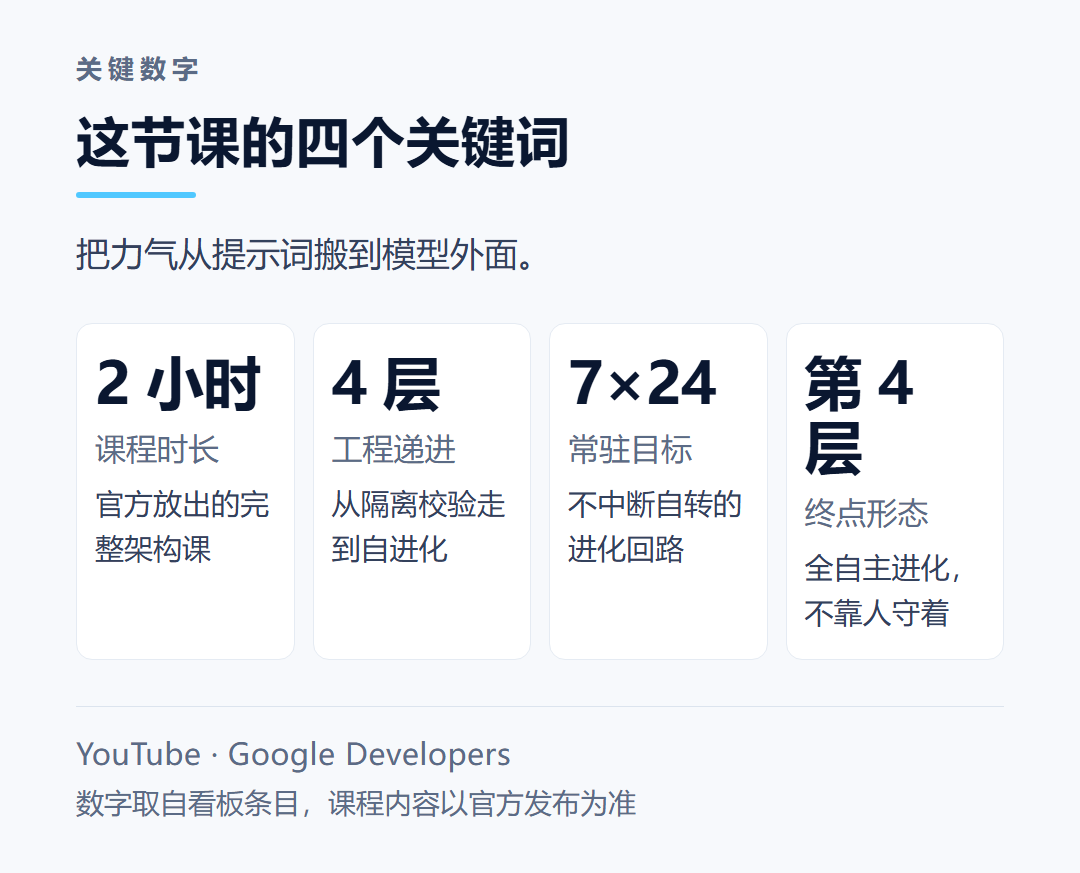 关键数字
这节课的四个关键词
把力气从提示词搬到模型外面。
2 小时
课程时长
官方放出的完
整架构课
4 层
工程递进
从隔离校验走
到自进化
7×24
常驻目标
不中断自转的
进化回路
第 4
层
终点形态
全自主进化，
不靠人守着
YouTube · Google Developers
数字取自看板条目，课程内容以官方发布为准